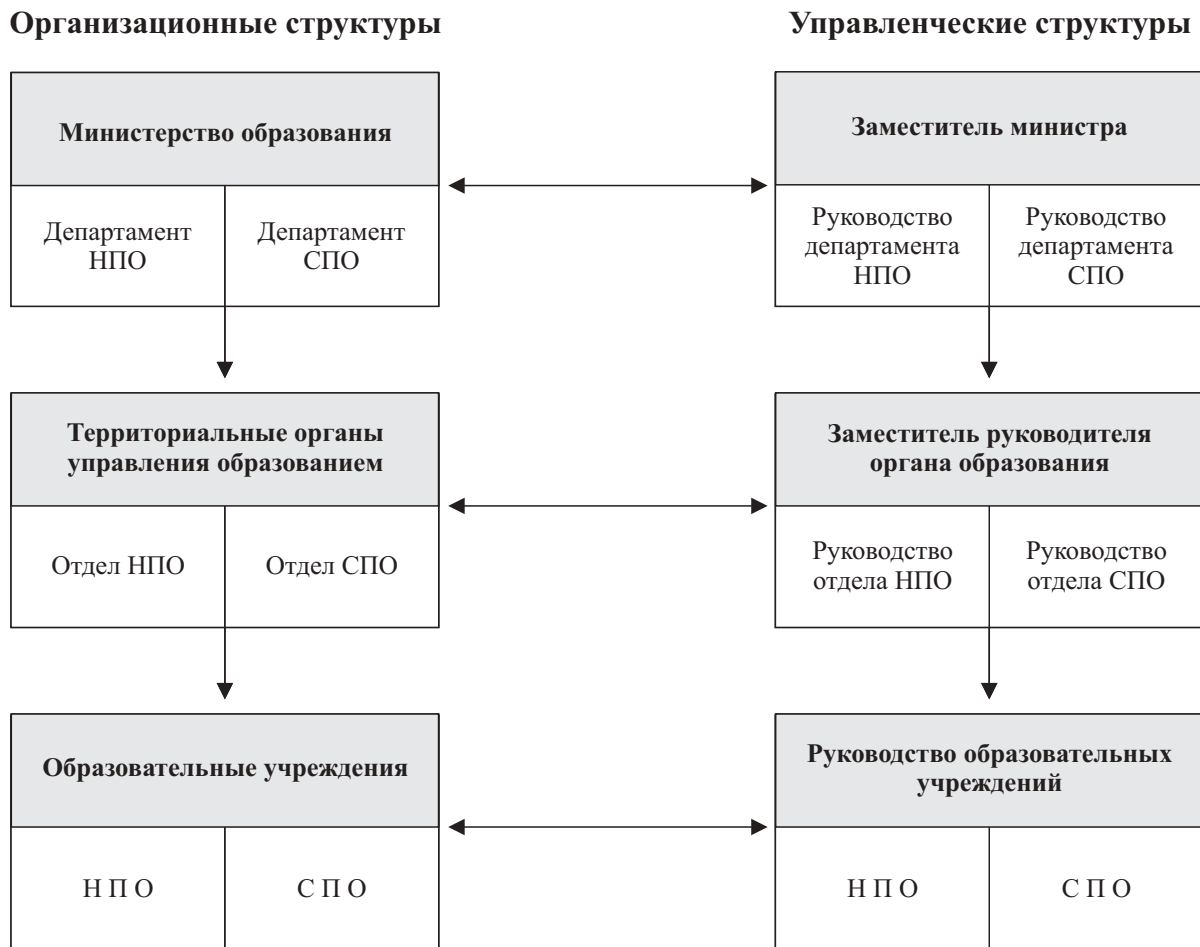 Организационные структуры
Управленческие структуры
Министерство образования
Заместитель министра
Департамент
НПО
Департамент
СПО
Руководство
департамента
НПО
Руководство
департамента
СПО
Территориальные органы
управления образованием
Заместитель руководителя
органа образования
Отдел НПО
Отдел СПО
Руководство
отдела НПО
Руководство
отдела СПО
Образовательные учреждения
Руководство образовательных
учреждений
Н П О
С П О
Н П О
С П О